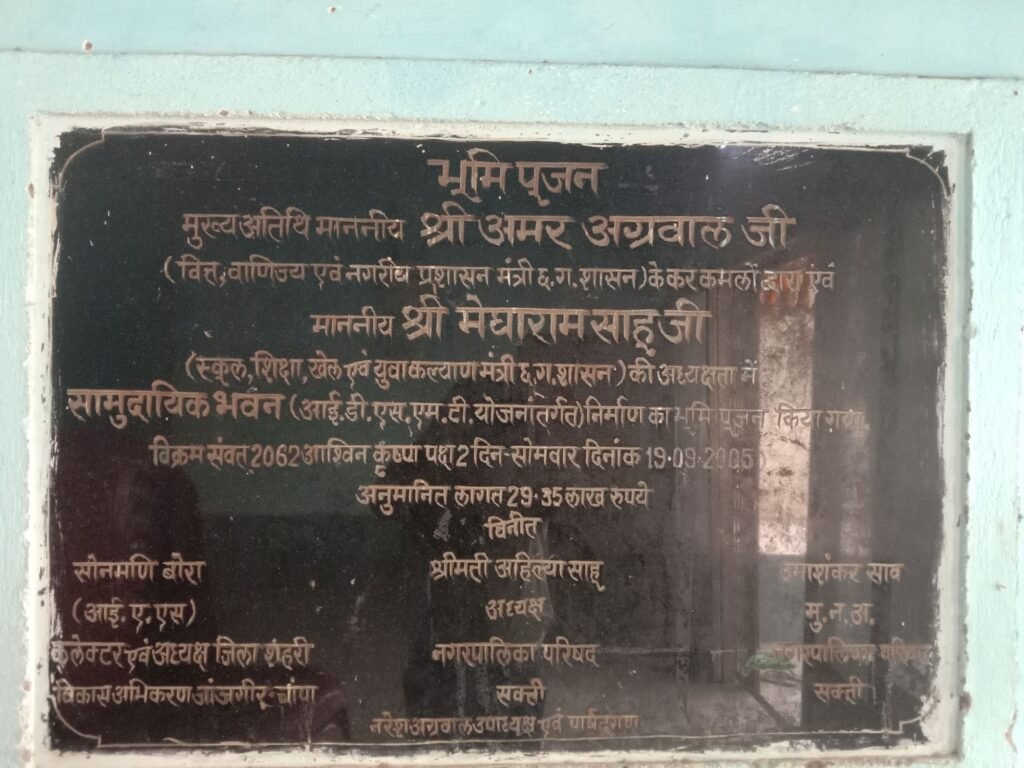 भूमि पूजन
मुख्य अतिथि माननीय श्री अमर अग्रवाल जी
(वित्त, वाणिज्य एवं नगरीय प्रशासन मंत्री छ.ग.शासन) के कर कमलों द्वारा एवं
माननीय श्री मेघाराम साहू जी
(स्कूल, शिक्षा, खेल एवं युवा कल्याण मंत्री छ.ग.शासन) की अध्यक्षता में
सामुदायिक भवन (आई.डी.एस.एम.टी. योजनांतर्गत) निर्माण का भूमि पूजन किया गया
विक्रम संवत 2062 आश्विन कृष्ण पक्ष 2 दिन-सोमवार दिनांक 19.09.2005
अनुमानित लागत 29.35 लाख रुपये
विनीत
सोनमणि बोरा श्रीमती अहिल्या साहू उमाशंकर साव
(आई.ए.एस) अध्यक्ष मु.न.अ.
कलेक्टर एवं अध्यक्ष जिला शहरी नगरपालिका परिषद् नगरपालिका परिषद
विकास अभिकरण जांजगीर-चांपा सक्ती सक्ती
नरेश अग्रवाल उपाध्यक्ष एवं पार्षदगण